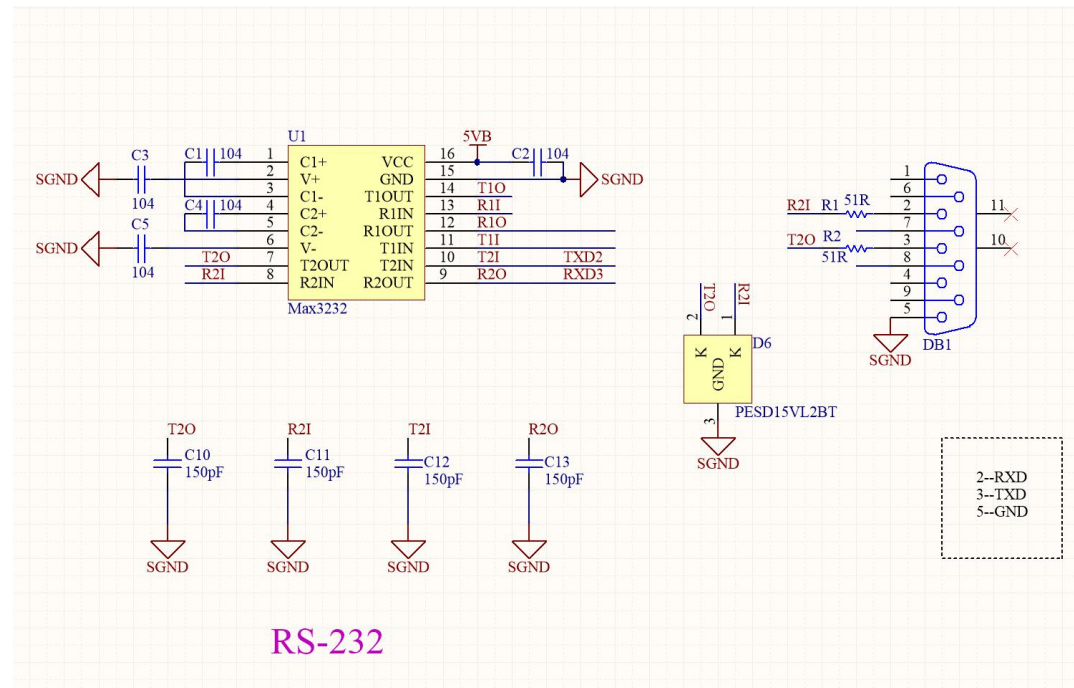 U1
5VB
C3
C1
104
1
C1+
VCC
16
C2
104
SGND
2
V+
GND
15
SGND
104
3
C1-
T1OUT
14
T1O
C4
104
4
C2+
R1IN
13
R1I
C5
5
C2-
R1OUT
12
R1O
SGND
6
V-
T1IN
11
T1I
104
T2O
7
T2OUT
T2IN
10
T2I
TXD2
R2I
8
R2IN
R2OUT
9
R2O
RXD3
Max3232
1
6
R2I
R1
51R
2
11
7
T2O
R2
3
10
51R
8
4
9
5
SGND
DB1
T2O
R2I
2
1
D6
K
K
GND
PESD15VL2BT
3
SGND
T2O
C10
150pF
SGND
R2I
C11
150pF
SGND
T2I
C12
150pF
SGND
R2O
C13
150pF
SGND
2--RXD
3--TXD
5--GND
RS-232